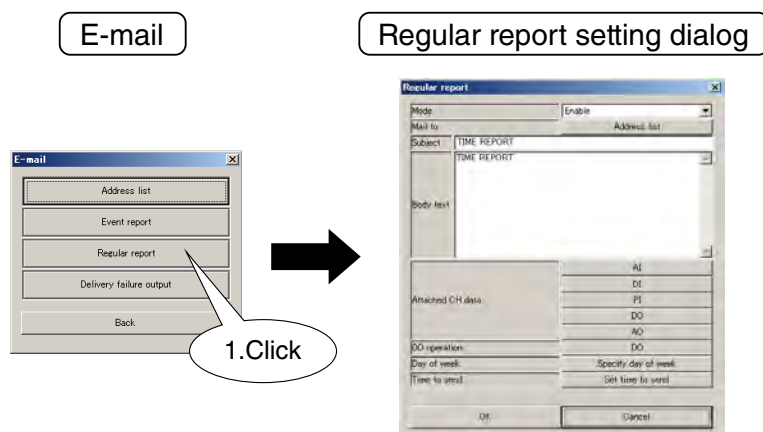 E-mail
Regular report setting dialog
E-mail
Address list
Event report
Regular report
Delivery failure output
Back
1.Click
Regular report
Mode
Enable
Mail to
Address list
Subject
TIME REPORT
Body text
TIME REPORT
Attached CH data
AI
DI
PI
DO
AO
DO operation
DO
Day of week
Specify day of week
Time to send
Set time to send
OK
Cancel